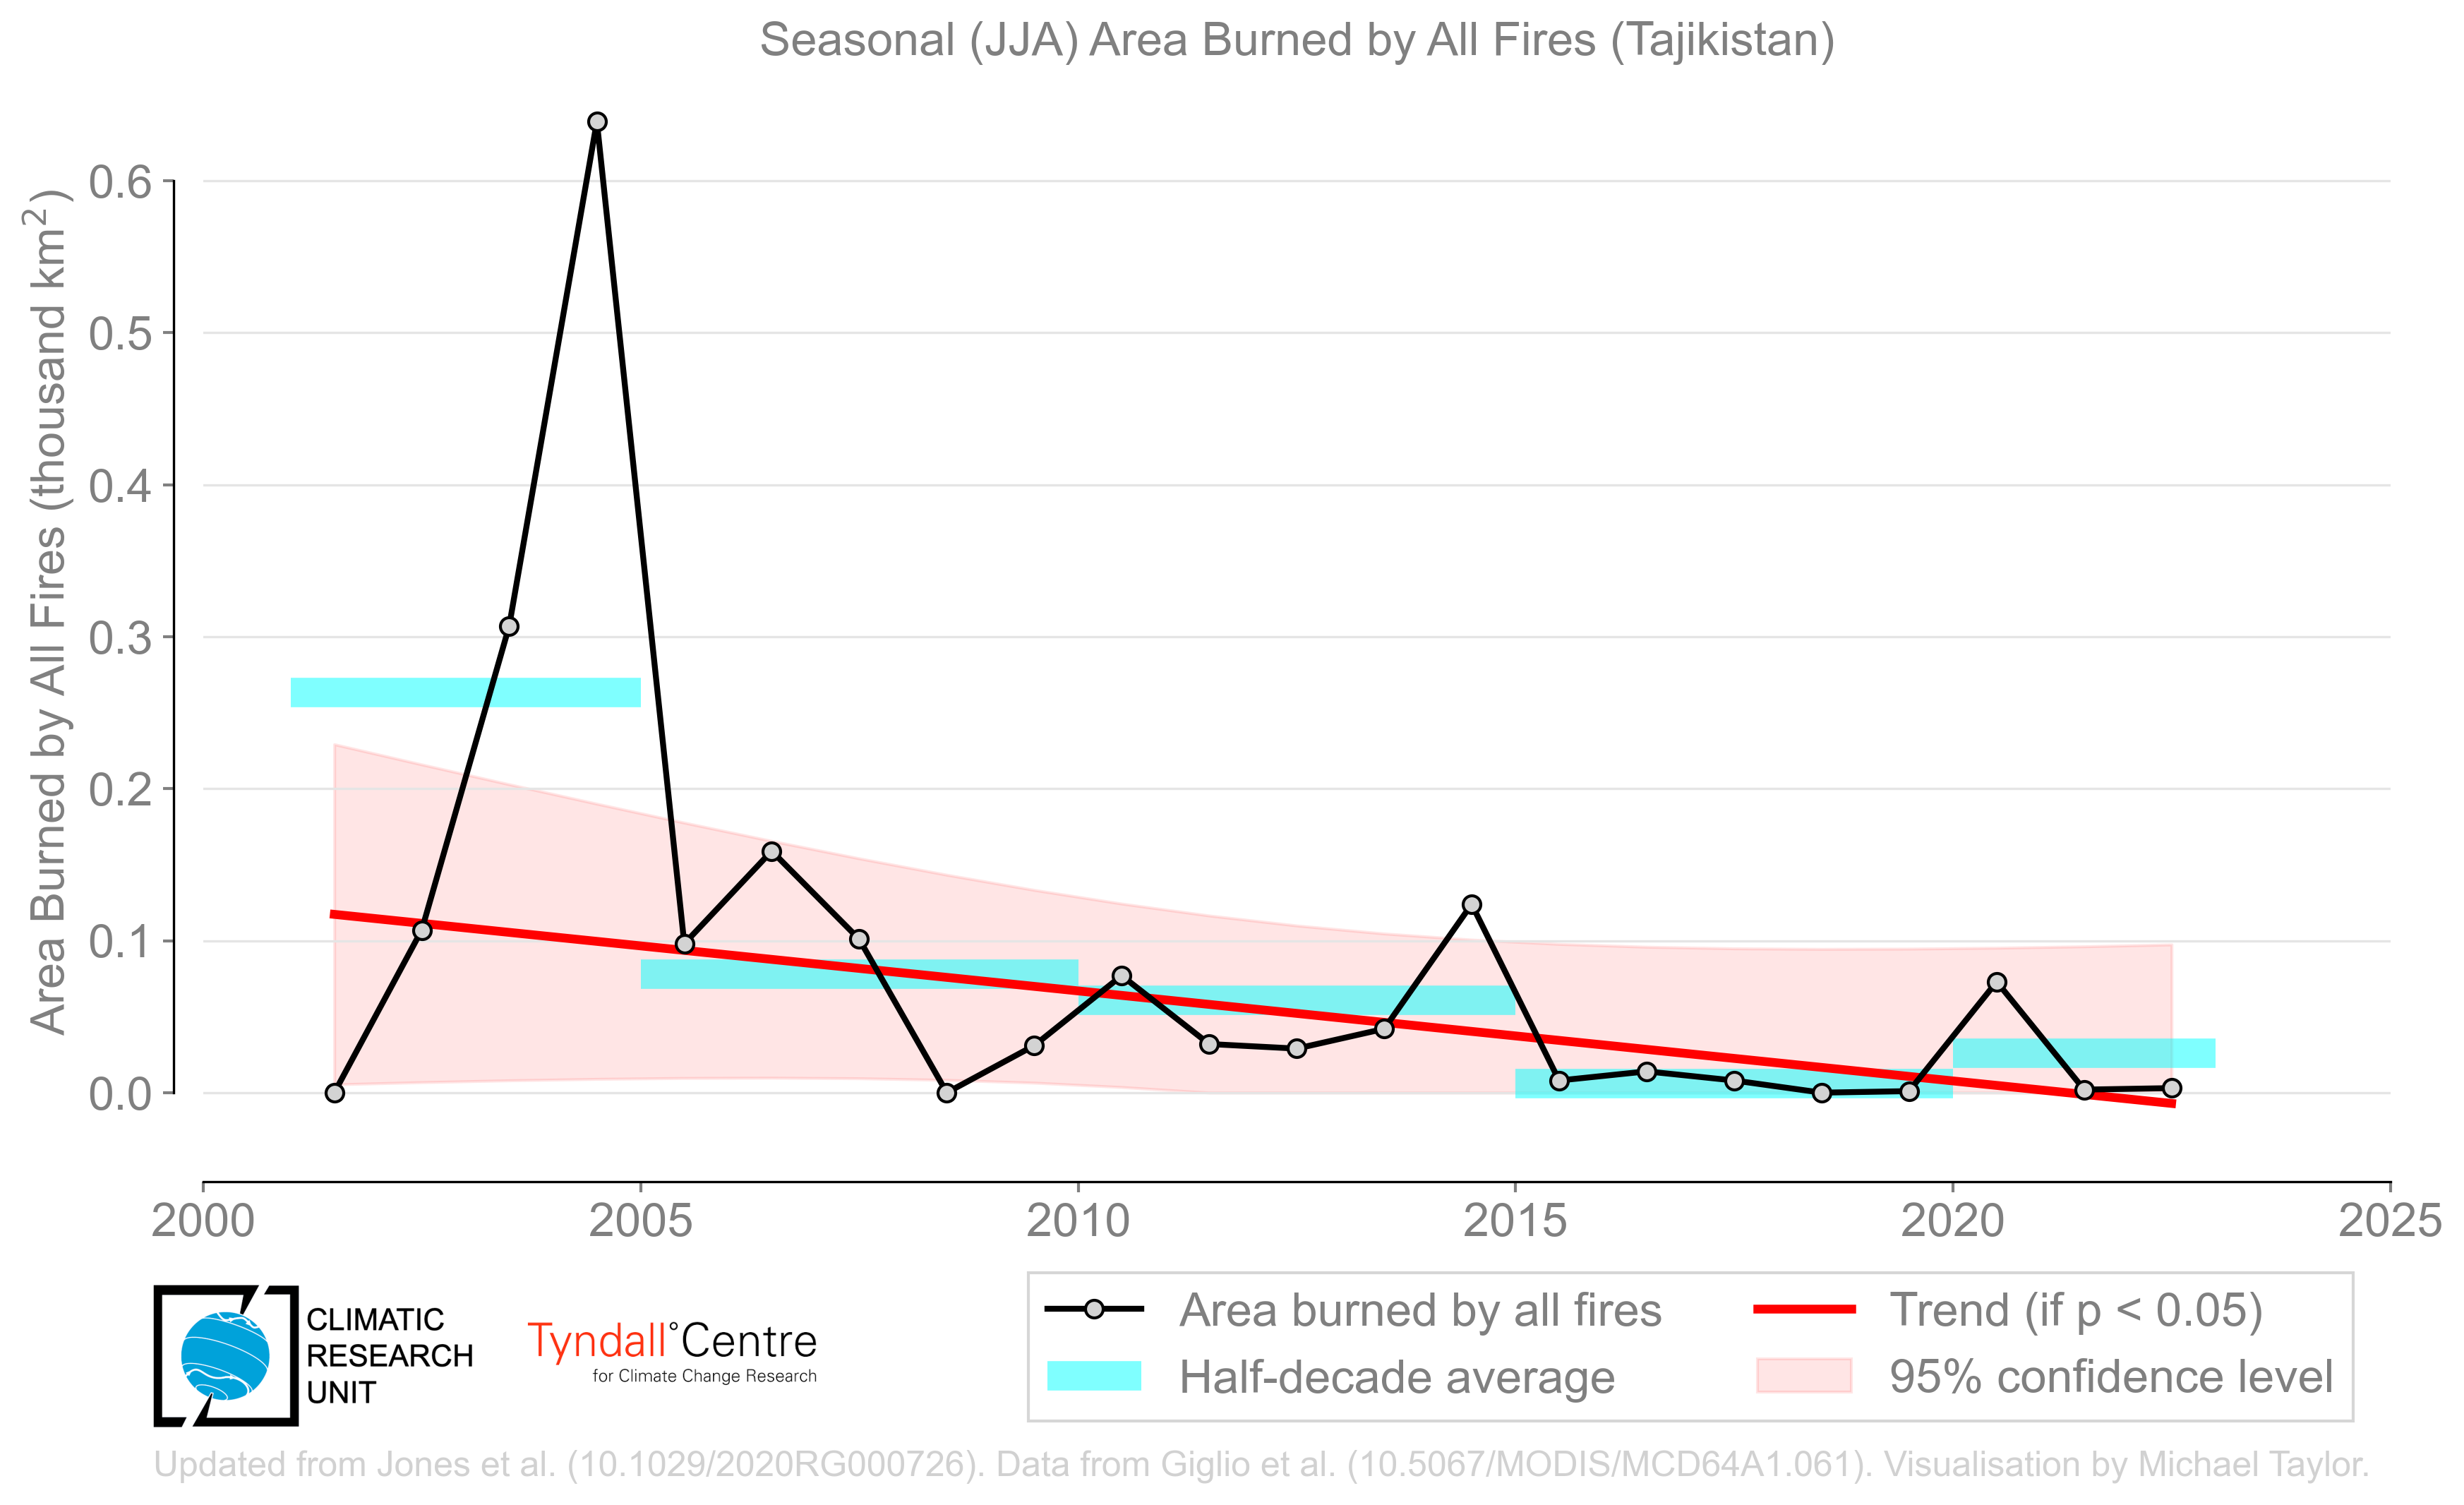 Seasonal (JJA) Area Burned by All Fires (Tajikistan)
Area Burned by All Fires (thousand km²)
0.6
0.5
0.4
0.3
0.2
0.1
0.0
2000
2005
2010
2015
2020
2025
CLIMATIC
RESEARCH
UNIT
Tyndall°Centre
for Climate Change Research
Area burned by all fires
Half-decade average
Trend (if p < 0.05)
95% confidence level
Updated from Jones et al. (10.1029/2020RG000726). Data from Giglio et al. (10.5067/MODIS/MCD64A1.061). Visualisation by Michael Taylor.